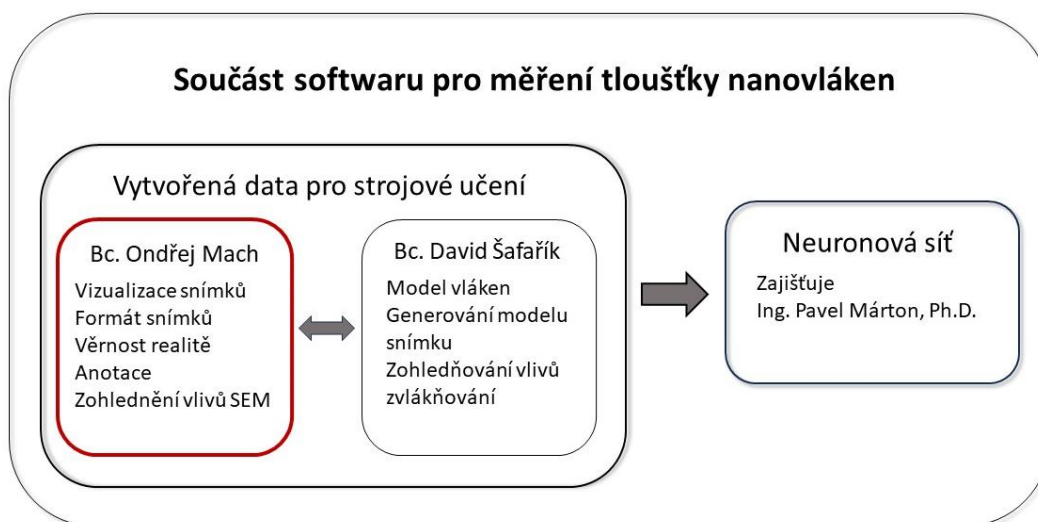 Součást softwaru pro měření tloušťky nanovláken
Vytvořená data pro strojové učení
Bc. Ondřej Mach
Vizualizace snímků
Formát snímků
Věrnost realitě
Anotace
Zohlednění vlivů SEM
Bc. David Šafařík
Model vláken
Generování modelu
snímku
Zohledňování vlivů
zvlákňování
Neuronová síť
Zajišťuje
Ing. Pavel Márton, Ph.D.